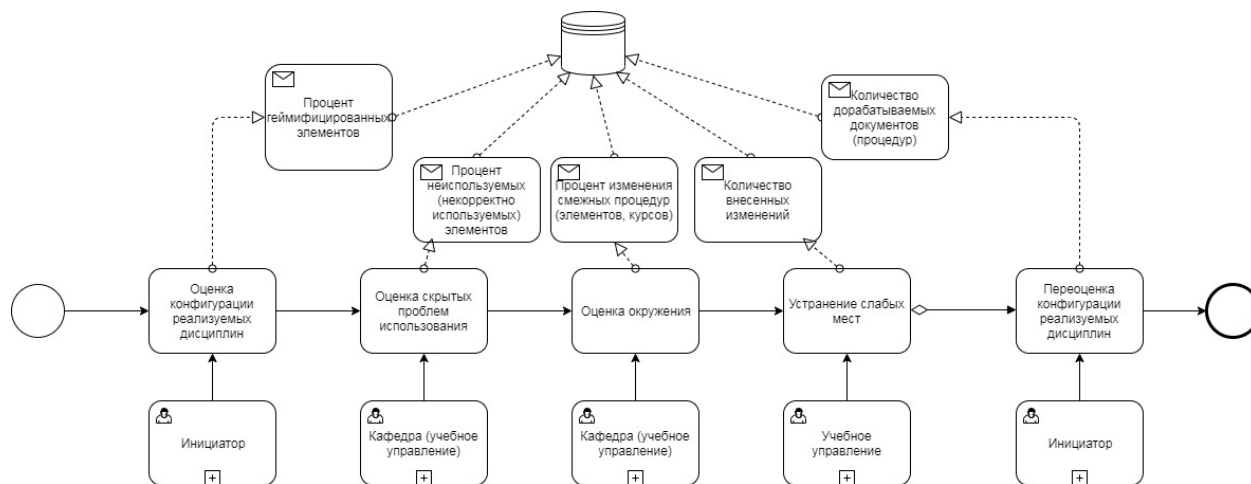 Процент
геймифицированных
элементов
Количество
дорабатываемых
документов
(процедур)
Процент
неиспользуемых
(некорректно
используемых)
элементов
Процент изменения
смежных процедур
(элементов, курсов)
Количество
внесенных
изменений
Оценка
конфигурации
реализуемых
дисциплин
Оценка скрытых
проблем
использования
Оценка окружения
Устранение слабых
мест
Переоценка
конфигурации
реализуемых
дисциплин
Инициатор
Кафедра (учебное
управление)
Кафедра (учебное
управление)
Учебное
управление
Инициатор